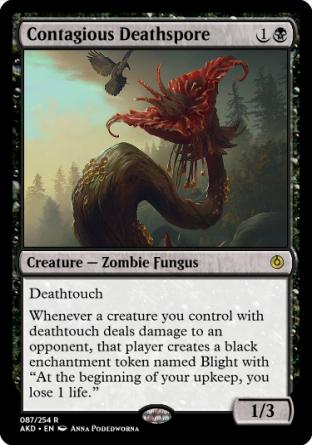 Contagious Deathspore 1
Creature — Zombie Fungus
Deathtouch
Whenever a creature you control with
deathtouch deals damage to an
opponent, that player creates a black
enchantment token named Blight with
“At the beginning of your upkeep, you
lose 1 life.”
1/3
087/254 R
AKD • EN Anna Podedworna